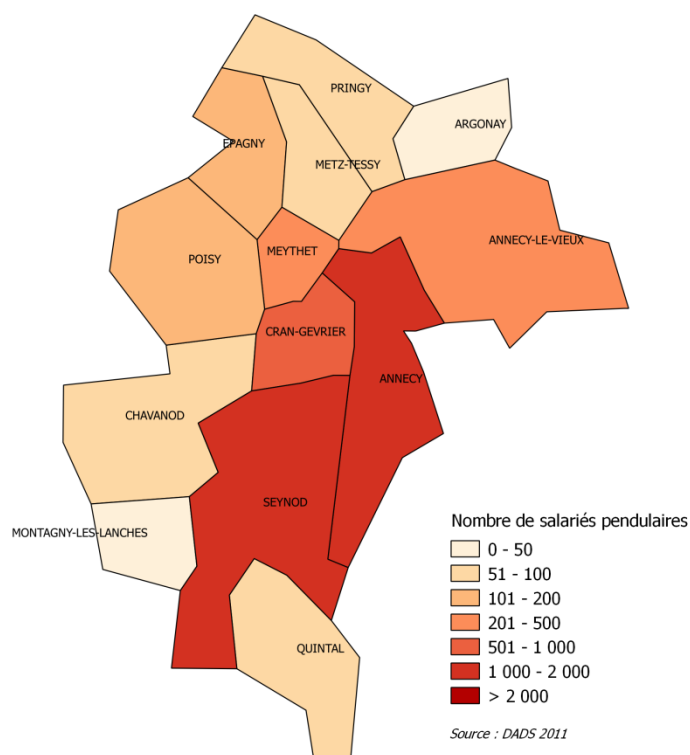 PRINGY
ARGONAY
EPAGNY
METZ-TESSY
ANNECY-LE-VIEUX
MEYTHET
POISY
CRAN-GEVRIER
ANNECY
CHAVANOD
SEYNOD
MONTAGNY-LES-LANCHES
QUINTAL
Nombre de salariés pendulaires
0 - 50
51 - 100
101 - 200
201 - 500
501 - 1 000
1 000 - 2 000
> 2 000
Source : DADS 2011